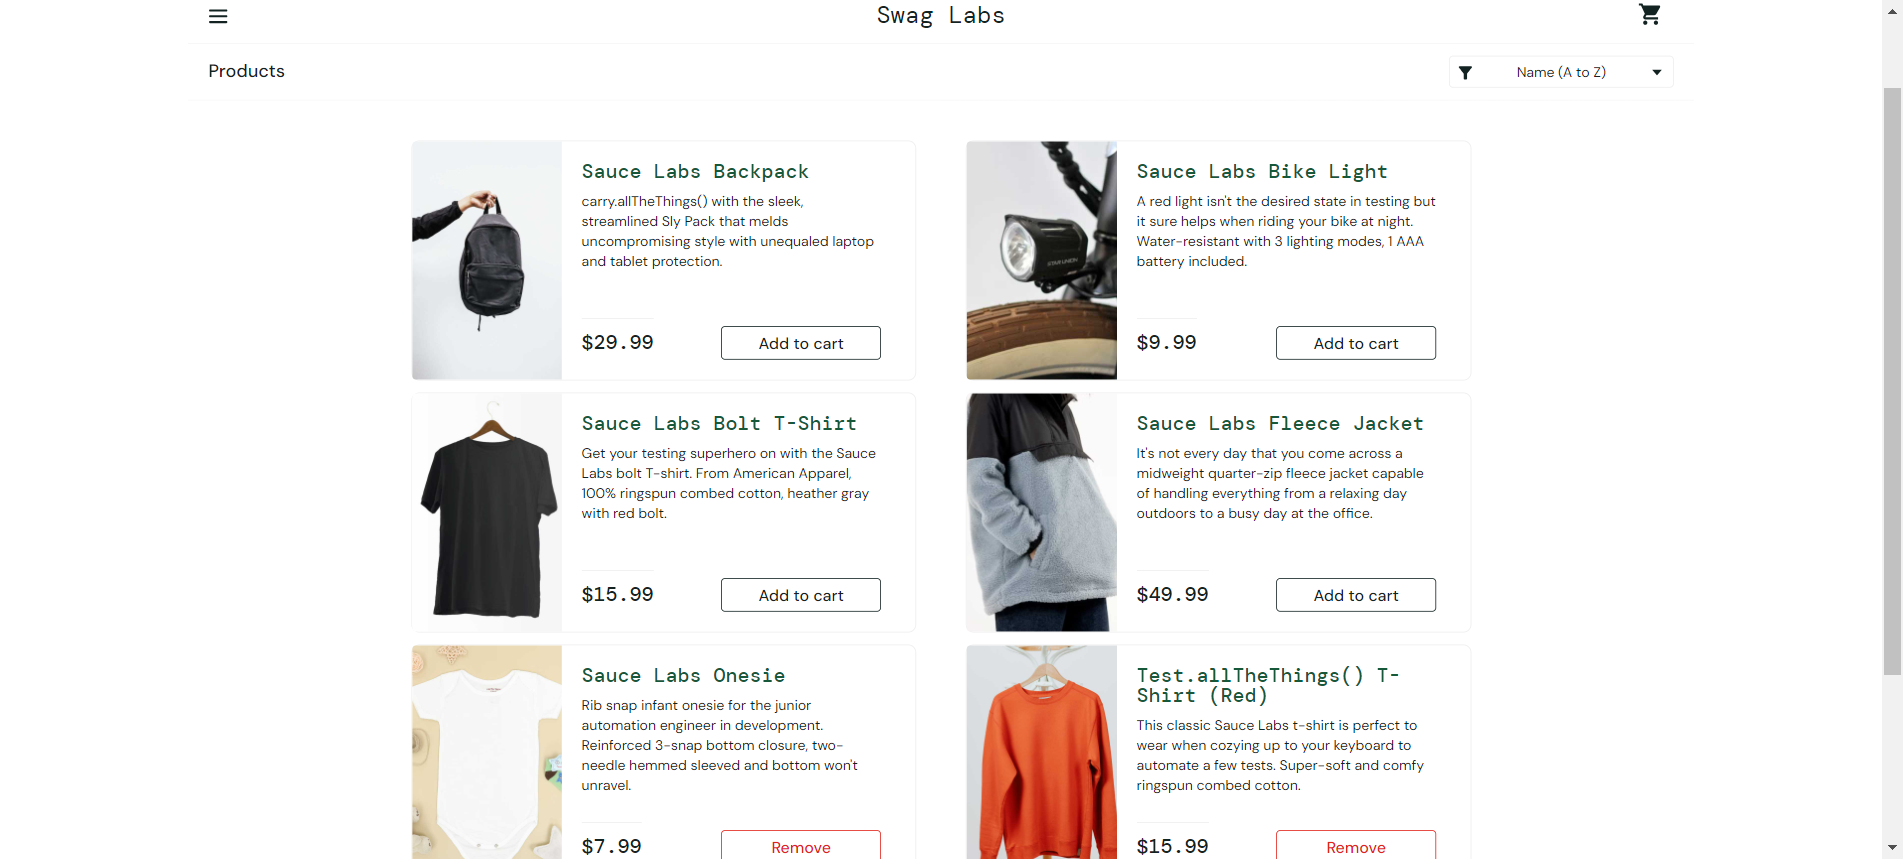 Swag Labs
Products
Name (A to Z)
Sauce Labs Backpack
carry.allTheThings() with the sleek,
streamlined Sly Pack that melds
uncompromising style with unequaled laptop
and tablet protection.
$29.99
Add to cart
Sauce Labs Bike Light
A red light isn't the desired state in testing but
it sure helps when riding your bike at night.
Water-resistant with 3 lighting modes, 1 AAA
battery included.
$9.99
Add to cart
STAR UNION
Sauce Labs Bolt T-Shirt
Get your testing superhero on with the Sauce
Labs bolt T-shirt. From American Apparel,
100% ringspun combed cotton, heather gray
with red bolt.
$15.99
Add to cart
Sauce Labs Fleece Jacket
It's not every day that you come across a
midweight quarter-zip fleece jacket capable
of handling everything from a relaxing day
outdoors to a busy day at the office.
$49.99
Add to cart
Sauce Labs Onesie
Rib snap infant onesie for the junior
automation engineer in development.
Reinforced 3-snap bottom closure, two-
needle hemmed sleeved and bottom won't
unravel.
$7.99
Remove
Test.allTheThings() T-
Shirt (Red)
This classic Sauce Labs t-shirt is perfect to
wear when cozying up to your keyboard to
automate a few tests. Super-soft and comfy
ringspun combed cotton.
$15.99
Remove